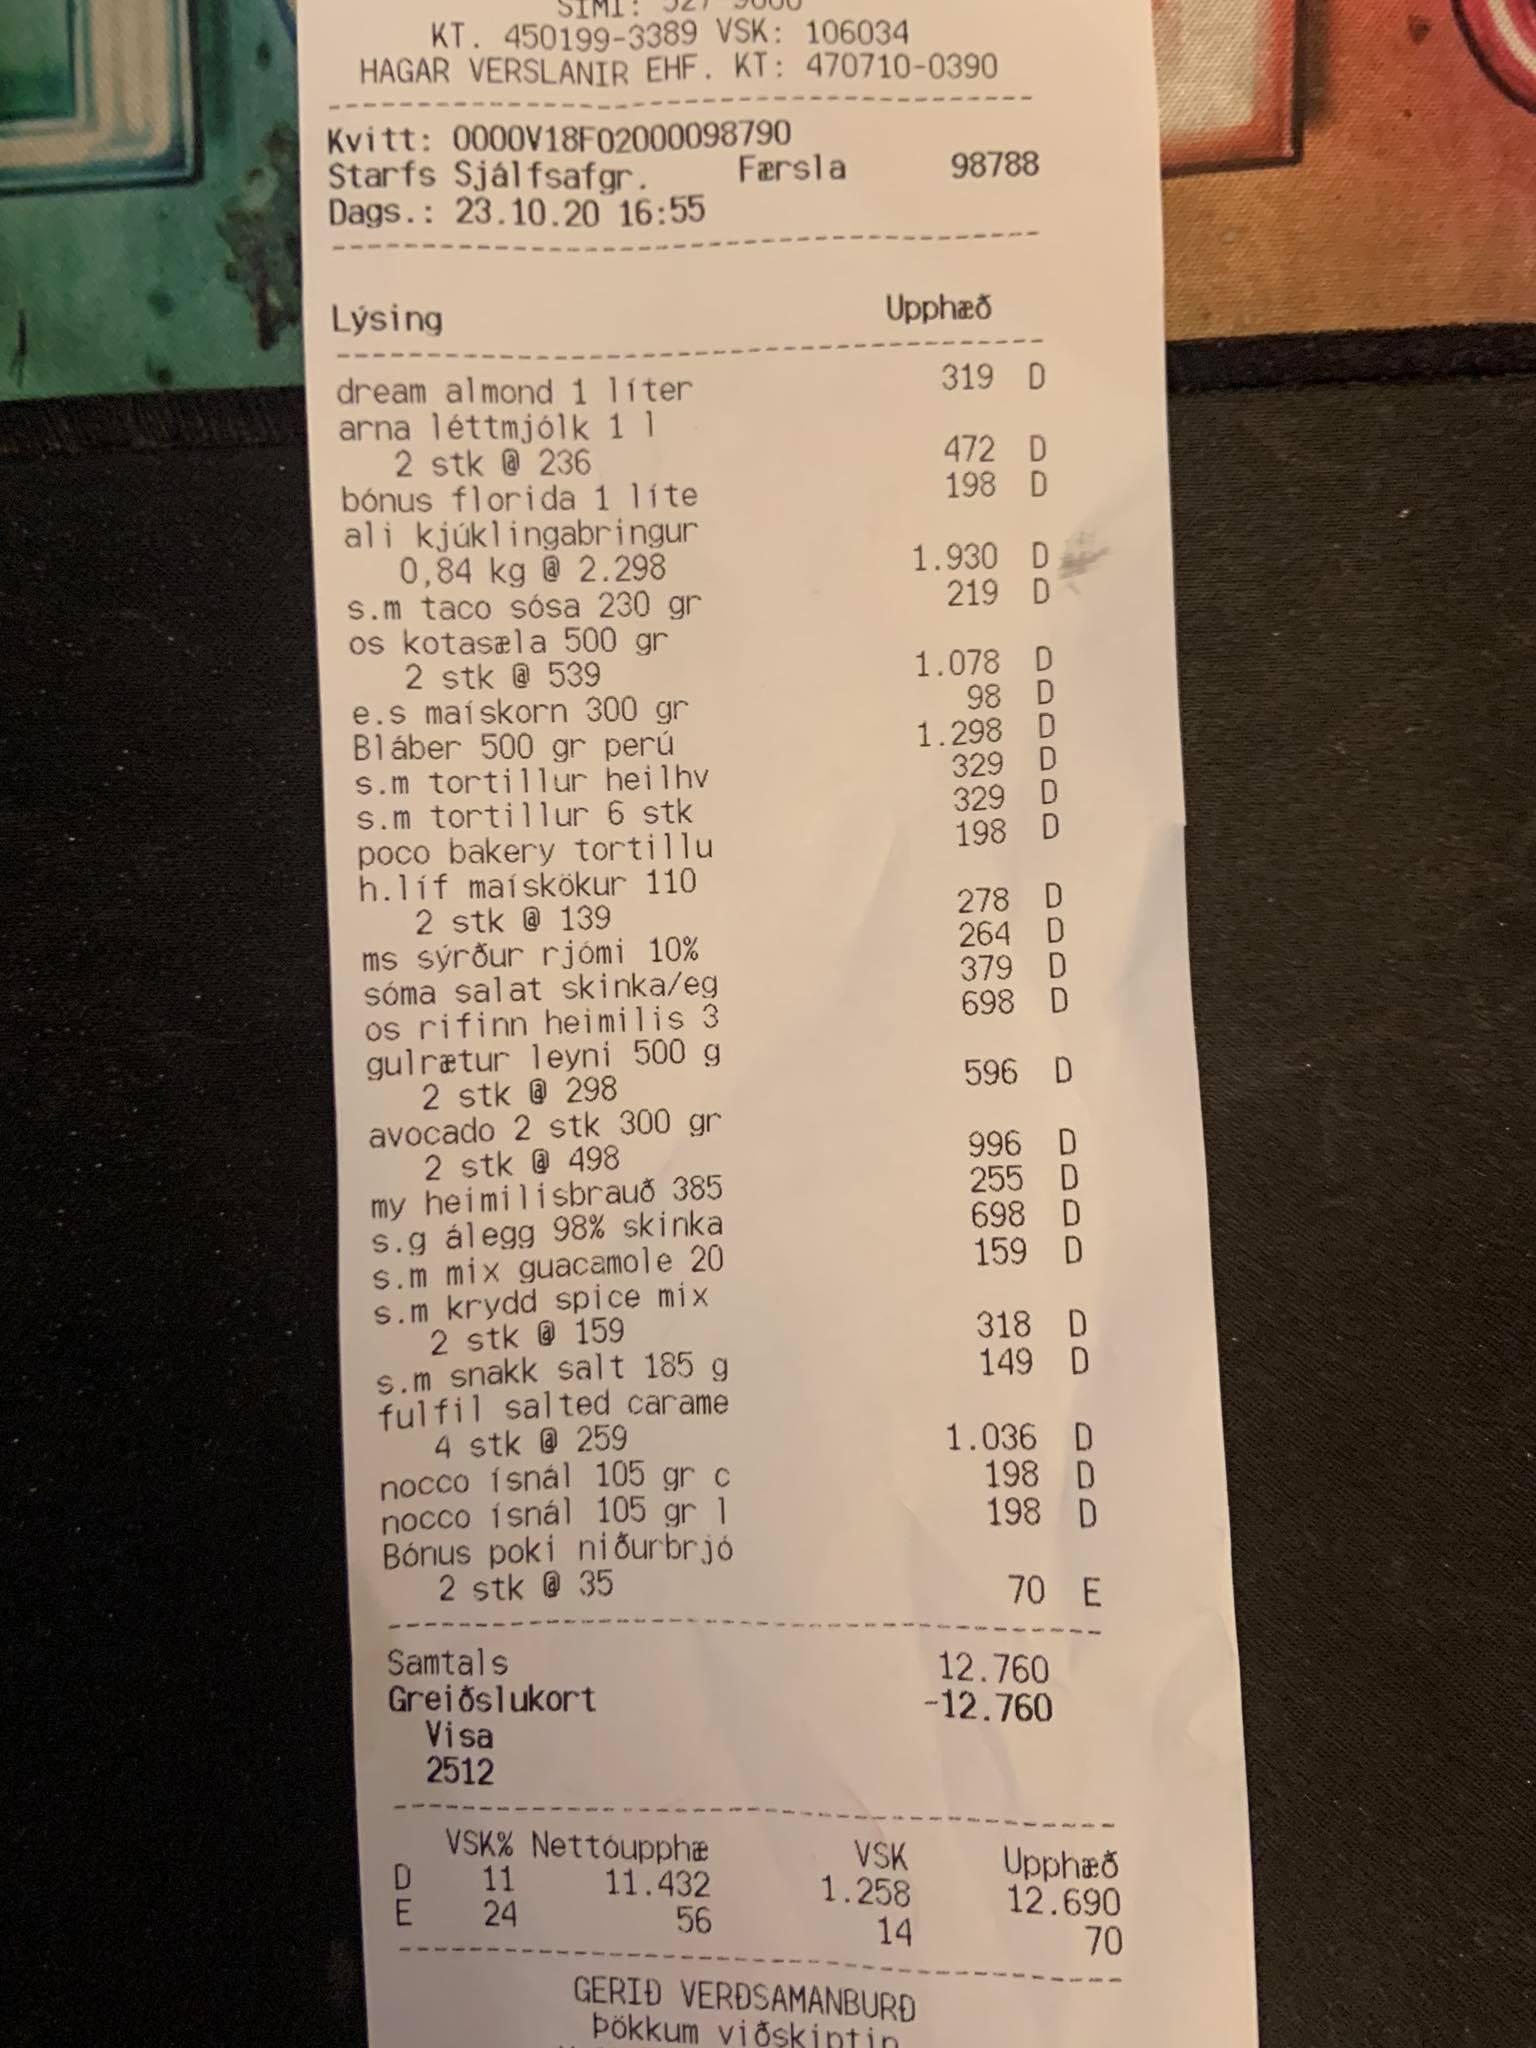 SÍMI: 527 9000
KT. 450199-3389 VSK: 106034
HAGAR VERSLANIR EHF. KT: 470710-0390
Kvitt: 0000V18F02000098790
Starfs Sjálfsafgr. Færsla 98788
Dags.: 23.10.20 16:55
Lýsing Upphæð
dream almond 1 líter 319 D
arna léttmjólk 1 l
2 stk @ 236 472 D
bónus florida 1 líte 198 D
ali kjúklingabringur
0,84 kg @ 2.298 1.930 D
s.m taco sósa 230 gr 219 D
os kotasæla 500 gr
2 stk @ 539 1.078 D
e.s maískorn 300 gr 98 D
Bláber 500 gr perú 1.298 D
s.m tortillur heilhv 329 D
s.m tortillur 6 stk 329 D
poco bakery tortillu 198 D
h.líf maískökur 110
2 stk @ 139 278 D
ms sýrður rjómi 10% 264 D
sóma salat skinka/eg 379 D
os rifinn heimilis 3 698 D
gulrætur leyni 500 g
2 stk @ 298 596 D
avocado 2 stk 300 gr
2 stk @ 498 996 D
my heimilisbrauð 385 255 D
s.g álegg 98% skinka 698 D
s.m mix guacamole 20 159 D
s.m krydd spice mix
2 stk @ 159 318 D
s.m snakk salt 185 g 149 D
fulfil salted carame
4 stk @ 259 1.036 D
nocco ísnál 105 gr c 198 D
nocco ísnál 105 gr l 198 D
Bónus poki niðurbrjó
2 stk @ 35 70 E
Samtals 12.760
Greiðslukort -12.760
Visa
2512
VSK% Nettóupphæ VSK Upphæð
D 11 11.432 1.258 12.690
E 24 56 14 70
GERIÐ VERÐSAMANBURÐ
Þökkum viðskiptin